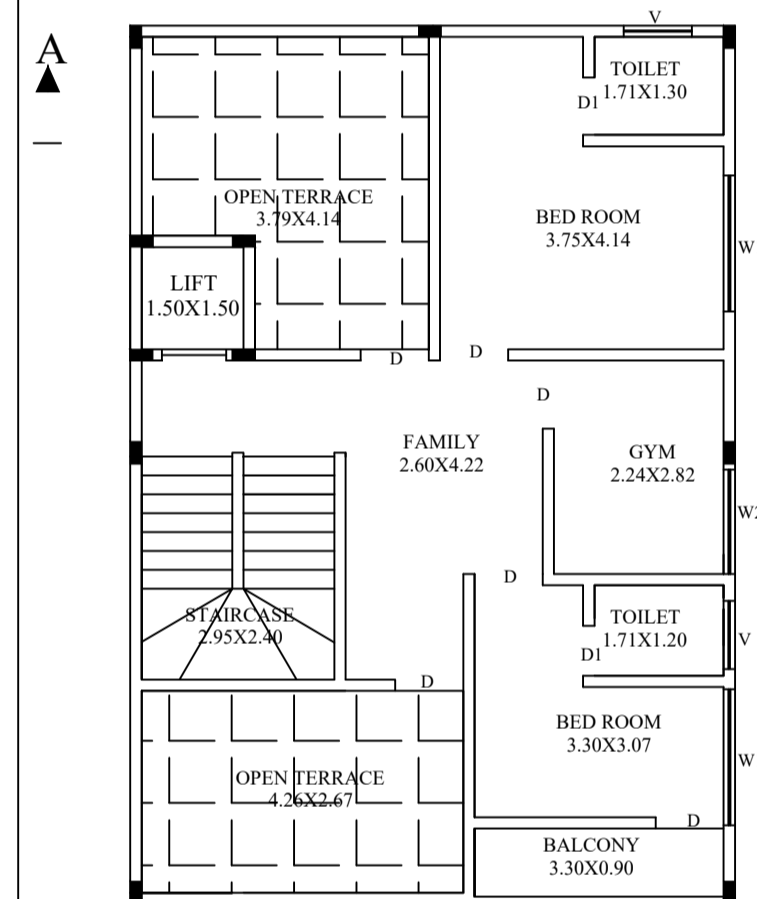 V
A
TOILET
1.71X1.30
D1
OPEN TERRACE
3.79X4.14
BED ROOM
3.75X4.14
W
LIFT
1.50X1.50
D
D
D
FAMILY
2.60X4.22
GYM
2.24X2.82
W2
D
STAIRCASE
2.95X2.40
TOILET
1.71X1.20
V
D1
D
BED ROOM
3.30X3.07
W
OPEN TERRACE
4.26X2.67
D
BALCONY
3.30X0.90